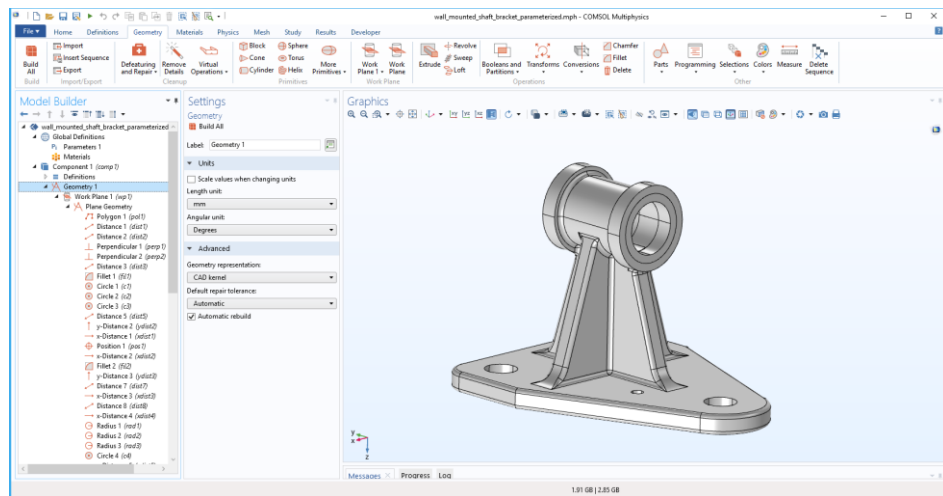 wall_mounted_shaft_bracket_parameterized.mph - COMSOL Multiphysics
File Home Definitions Geometry Materials Physics Mesh Study Results Developer
Build All
Build
Import
Insert Sequence
Export
Import/Export
Defeaturing and Repair
Remove Details
Virtual Operations
Cleanup
Block Sphere
Cone Torus
Cylinder Helix
More Primitives
Primitives
Work Plane 1
Work Plane
Work Plane
Extrude
Revolve
Sweep
Loft
Booleans and Partitions
Transforms
Conversions
Chamfer
Fillet
Delete
Operations
Parts
Programming
Selections
Colors
Measure
Delete Sequence
Other
Model Builder
wall_mounted_shaft_bracket_parameterized
Global Definitions
Pi Parameters 1
Materials
Component 1 (comp1)
Definitions
Geometry 1
Work Plane 1 (wp1)
Plane Geometry
Polygon 1 (pol1)
Distance 1 (dist1)
Distance 2 (dist2)
Perpendicular 1 (perp1)
Perpendicular 2 (perp2)
Distance 3 (dist3)
Fillet 1 (fil1)
Circle 1 (c1)
Circle 2 (c2)
Circle 3 (c3)
Distance 5 (dist5)
y-Distance 2 (ydist2)
x-Distance 1 (xdist1)
Position 1 (pos1)
x-Distance 2 (xdist2)
Fillet 2 (fil2)
y-Distance 3 (ydist3)
Distance 7 (dist7)
x-Distance 3 (xdist3)
Distance 8 (dist8)
x-Distance 4 (xdist4)
Radius 1 (rad1)
Radius 2 (rad2)
Radius 3 (rad3)
Circle 4 (c4)
Settings
Geometry
Build All
Label: Geometry 1
Units
Scale values when changing units
Length unit:
mm
Angular unit:
Degrees
Advanced
Geometry representation:
CAD kernel
Default repair tolerance:
Automatic
Automatic rebuild
Graphics
y
x
z
Messages Progress Log
1.91 GB | 2.85 GB